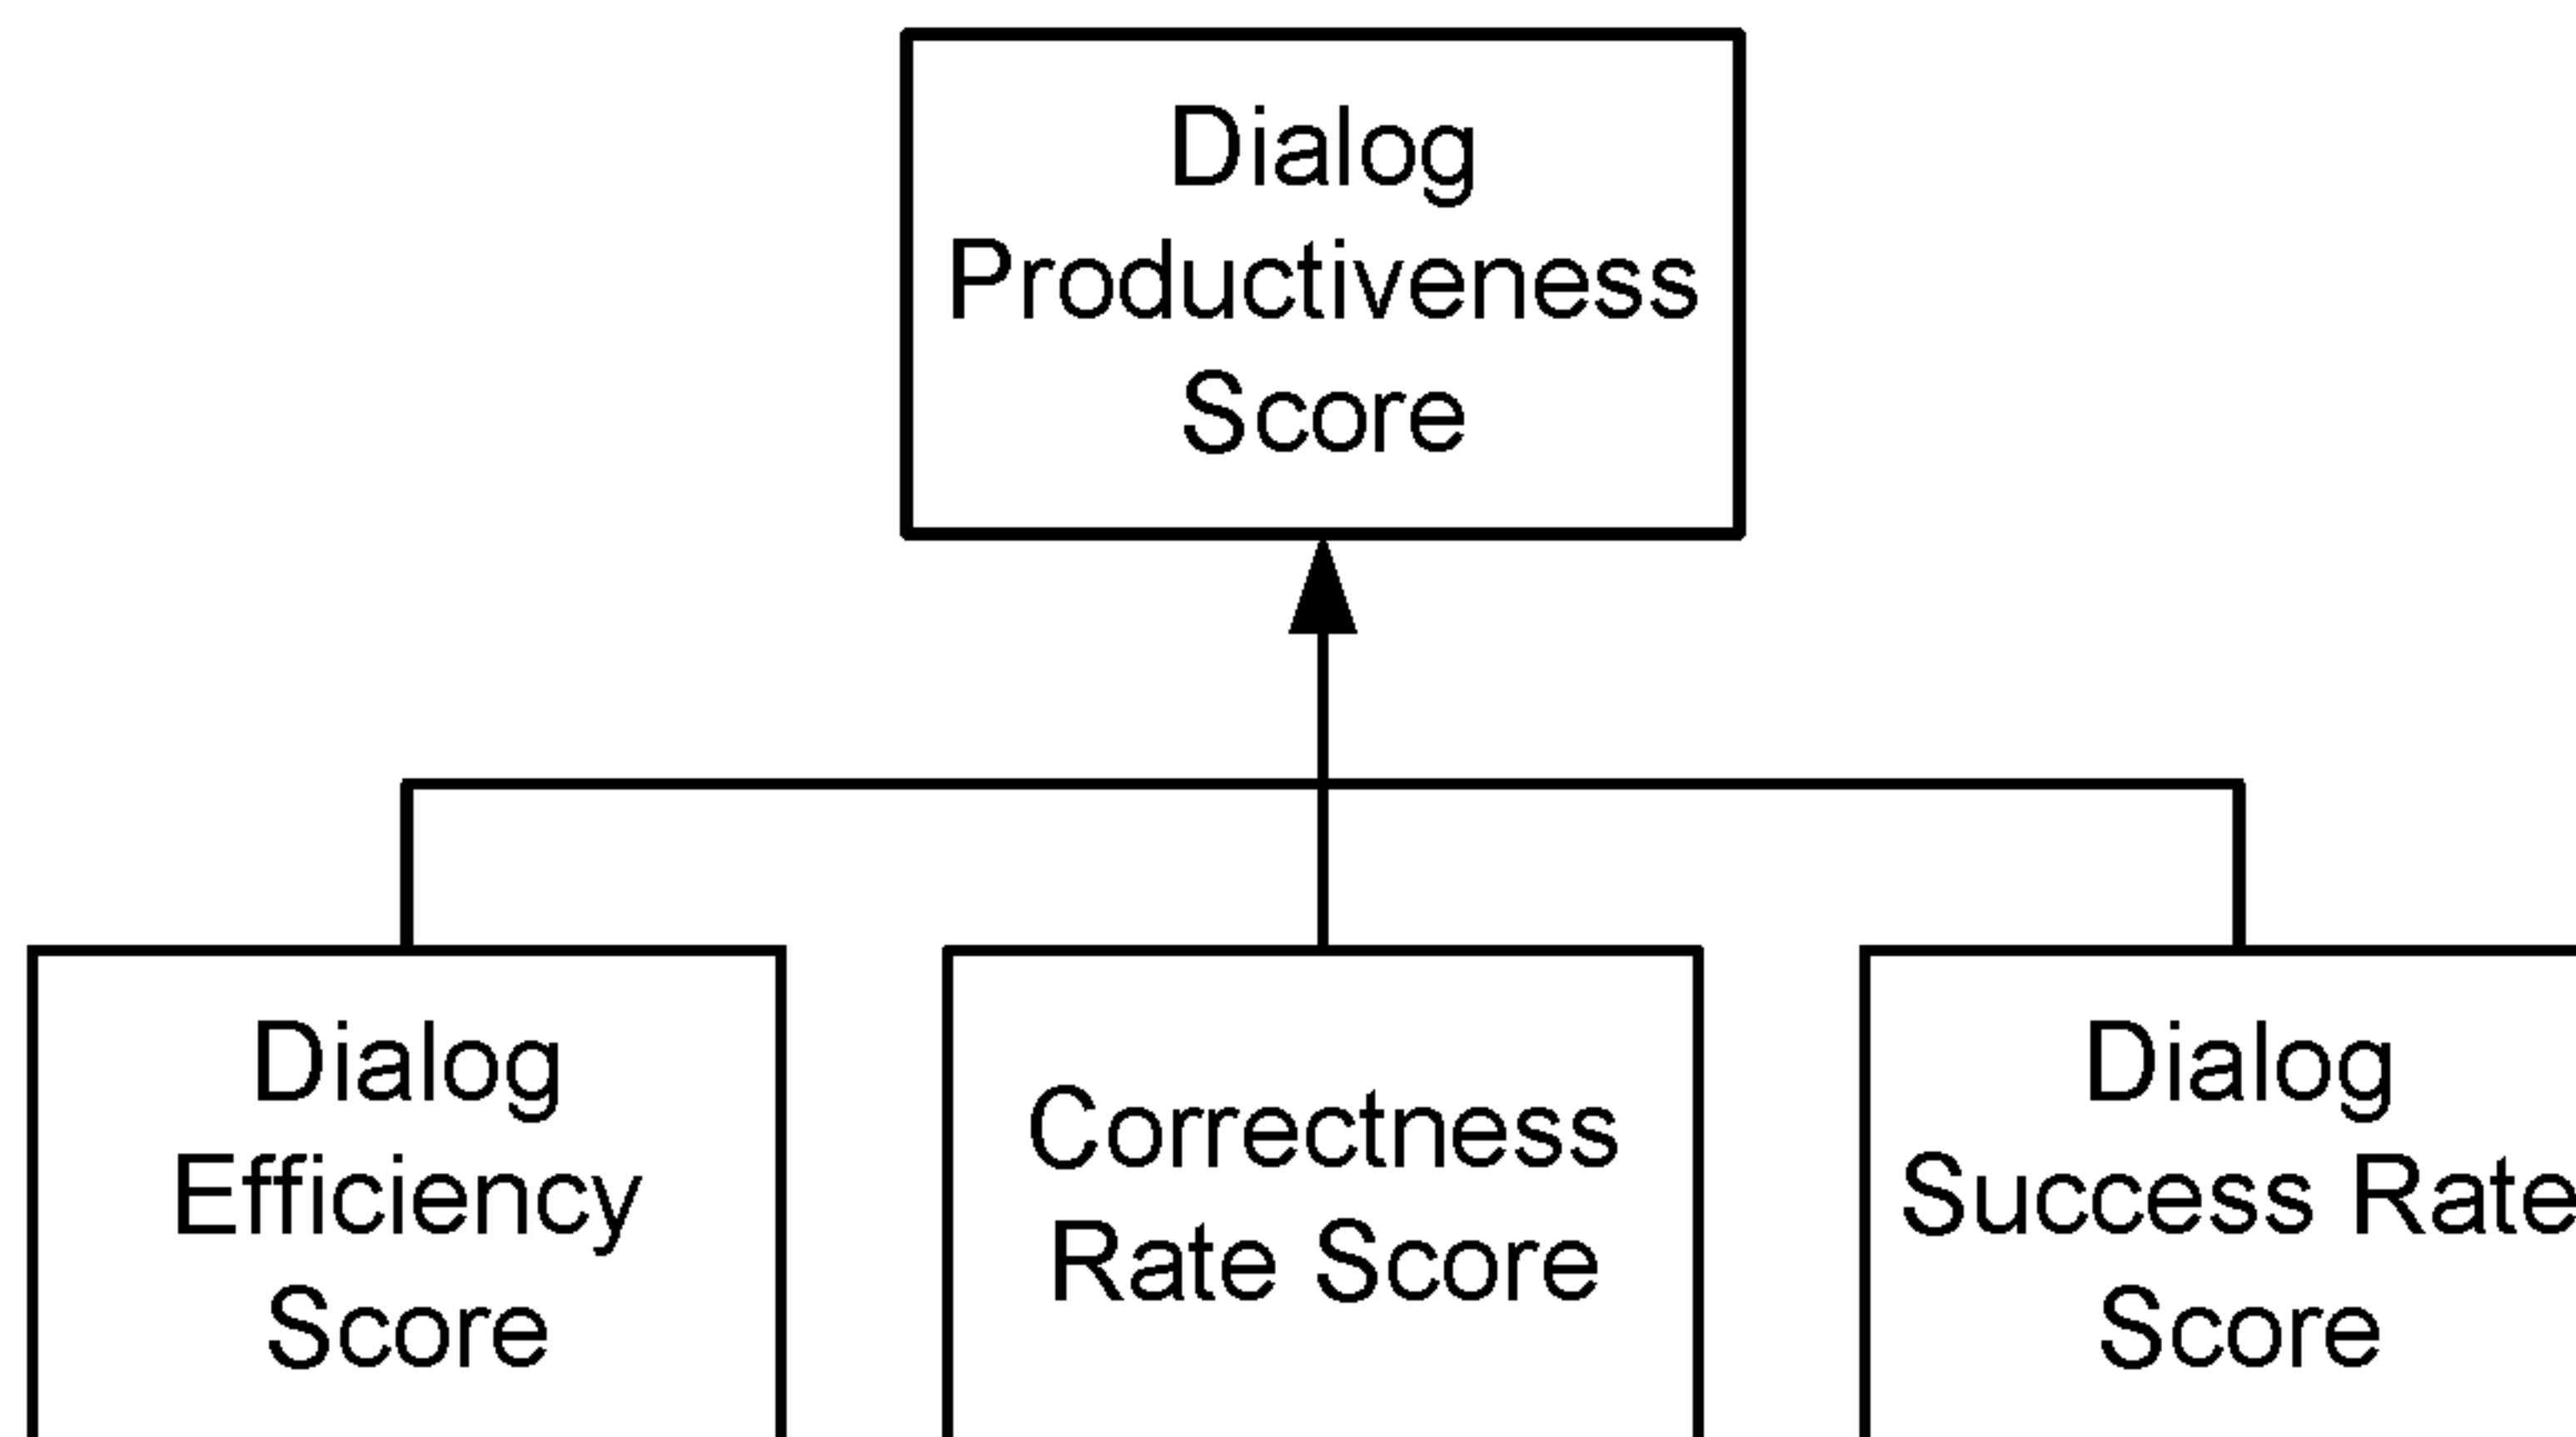 Dialog
Productiveness
Score
Dialog
Efficiency
Score
Correctness
Rate Score
Dialog
Success Rate
Score